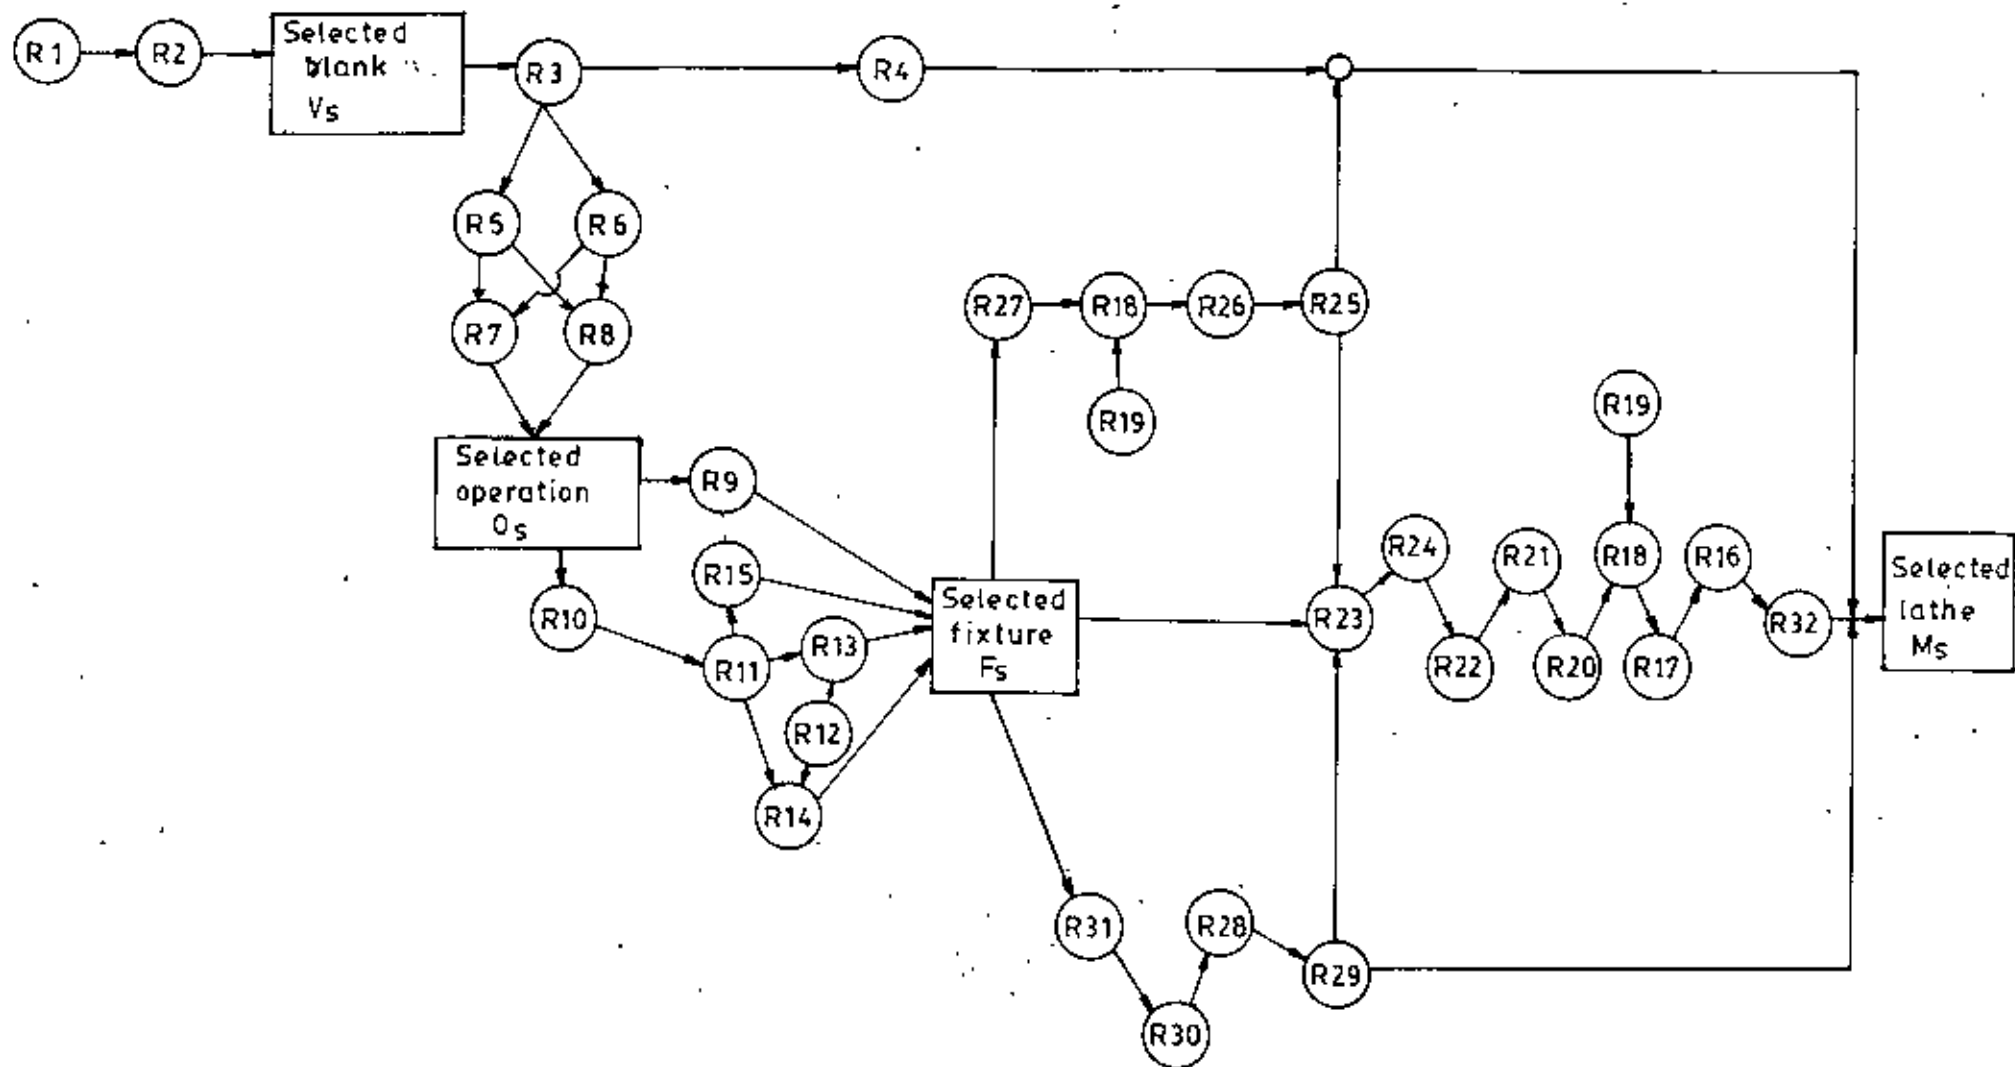 R1
R2
Selected
blank
Vs
R3
R4
R5
R6
R7
R8
Selected
operation
Os
R9
R10
R15
R11
R13
R12
R14
Selected
fixture
Fs
R27
R18
R26
R25
R19
R23
R24
R22
R21
R20
R19
R18
R17
R16
R32
Selected
lathe
Ms
R31
R30
R28
R29